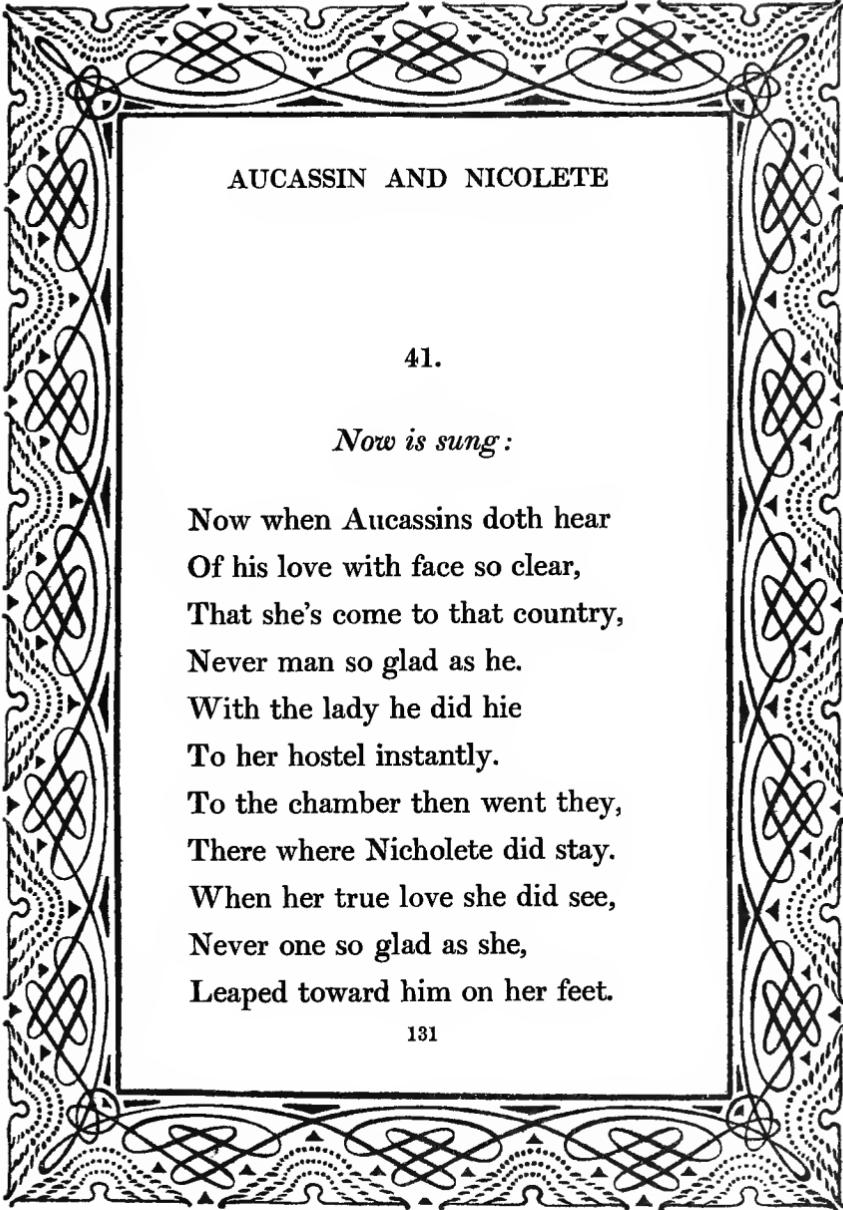 AUCASSIN AND NICOLETE
41.
Now is sung:
Now when Aucassins doth hear
Of his love with face so clear,
That she's come to that country,
Never man so glad as he.
With the lady he did hie
To her hostel instantly.
To the chamber then went they,
There where Nicholete did stay.
When her true love she did see,
Never one so glad as she,
Leaped toward him on her feet.
131